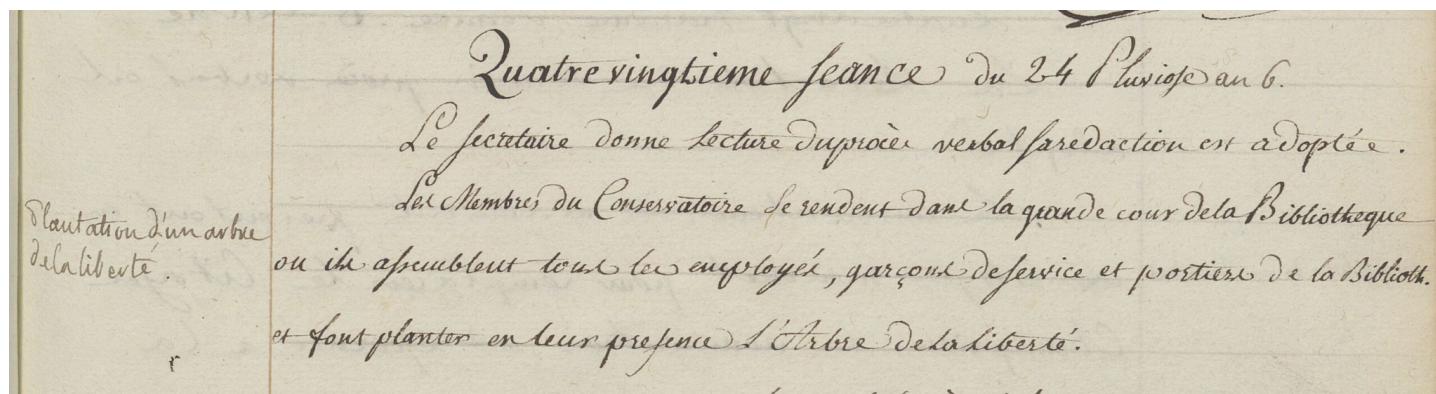 Quatrevingtieme seance du 24 Pluviose an 6.
Le secretaire donne lecture du procès verbal sa redaction est adoptée.
Les Membres du Conservatoire se rendent dans la grande cour de la Bibliotheque
Plantation d'un arbre
de la liberté.
ou ils assemblent tous les employés, garçons de service et portiers de la Biblioth.
et font planter en leur presence l'Arbre de la liberté.